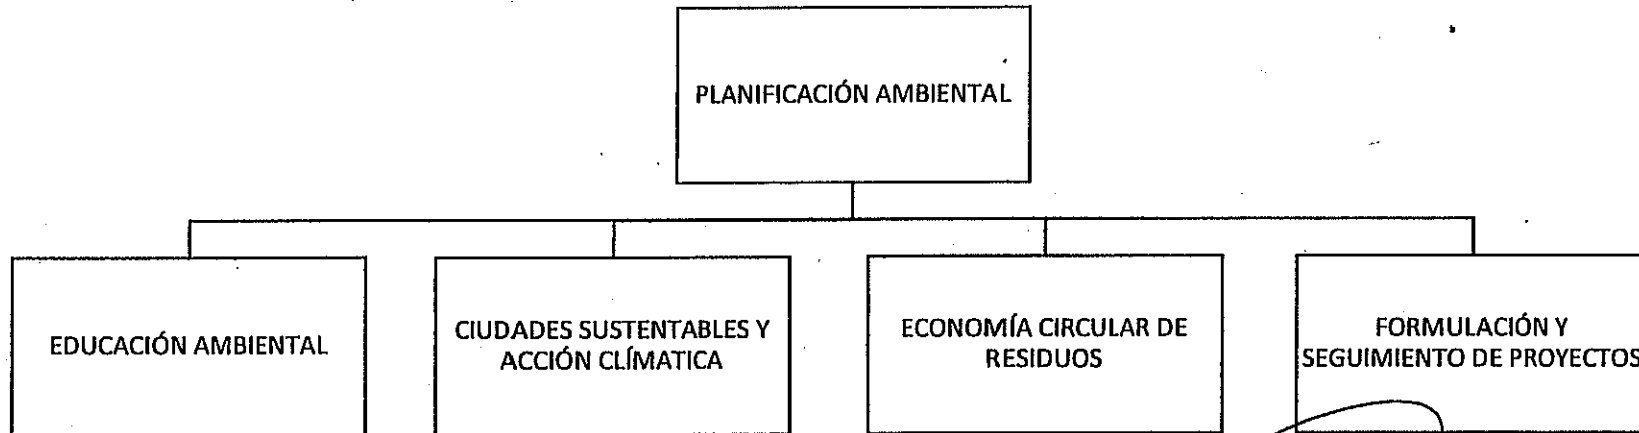 PLANIFICACIÓN AMBIENTAL
EDUCACIÓN AMBIENTAL
CIUDADES SUSTENTABLES Y
ACCIÓN CLÍMATICA
ECONOMÍA CIRCULAR DE
RESIDUOS
FORMULACIÓN Y
SEGUIMIENTO DE PROYECTOS